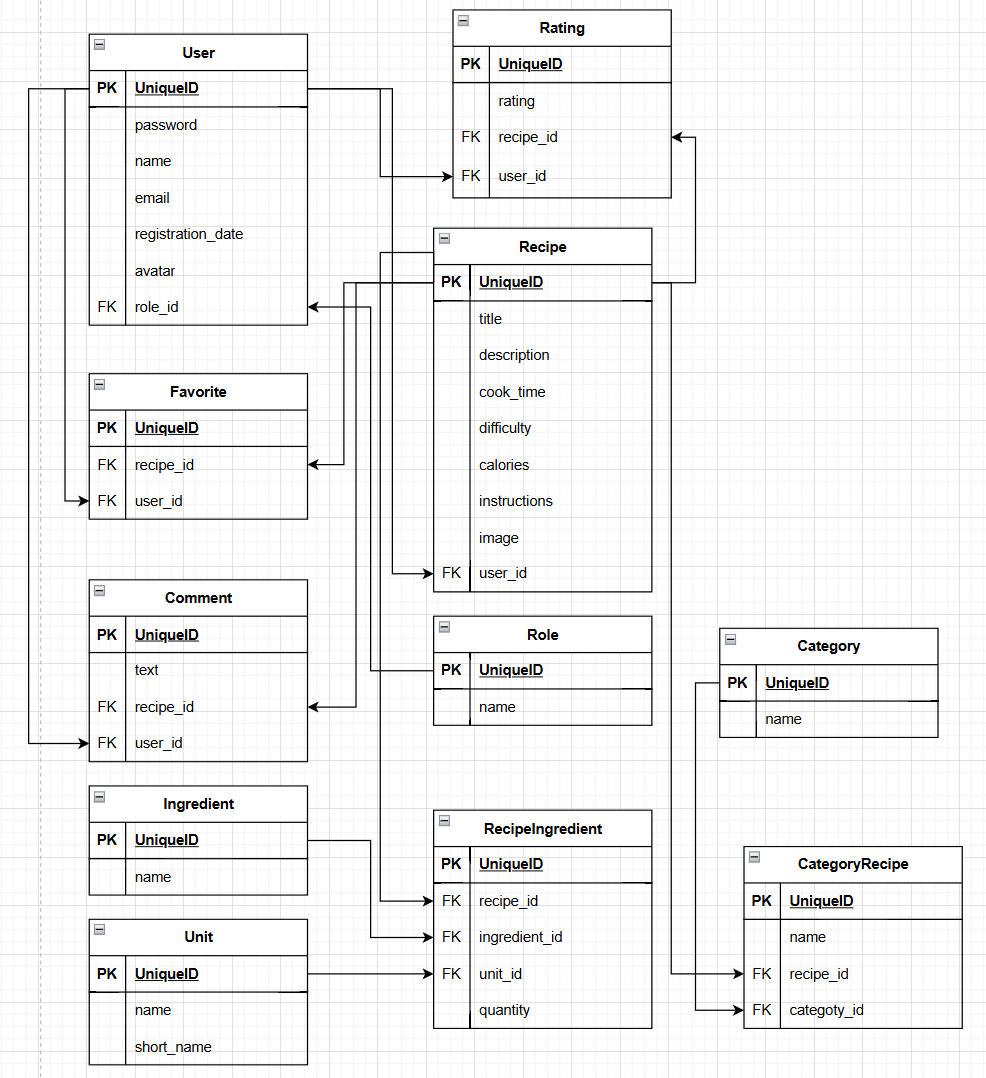 User
PK UniqueID
password
name
email
registration_date
avatar
FK role_id
Rating
PK UniqueID
rating
FK recipe_id
FK user_id
Recipe
PK UniqueID
title
description
cook_time
difficulty
calories
instructions
image
FK user_id
Favorite
PK UniqueID
FK recipe_id
FK user_id
Comment
PK UniqueID
text
FK recipe_id
FK user_id
Role
PK UniqueID
name
Category
PK UniqueID
name
Ingredient
PK UniqueID
name
RecipeIngredient
PK UniqueID
FK recipe_id
FK ingredient_id
FK unit_id
quantity
CategoryRecipe
PK UniqueID
name
FK recipe_id
FK categoty_id
Unit
PK UniqueID
name
short_name